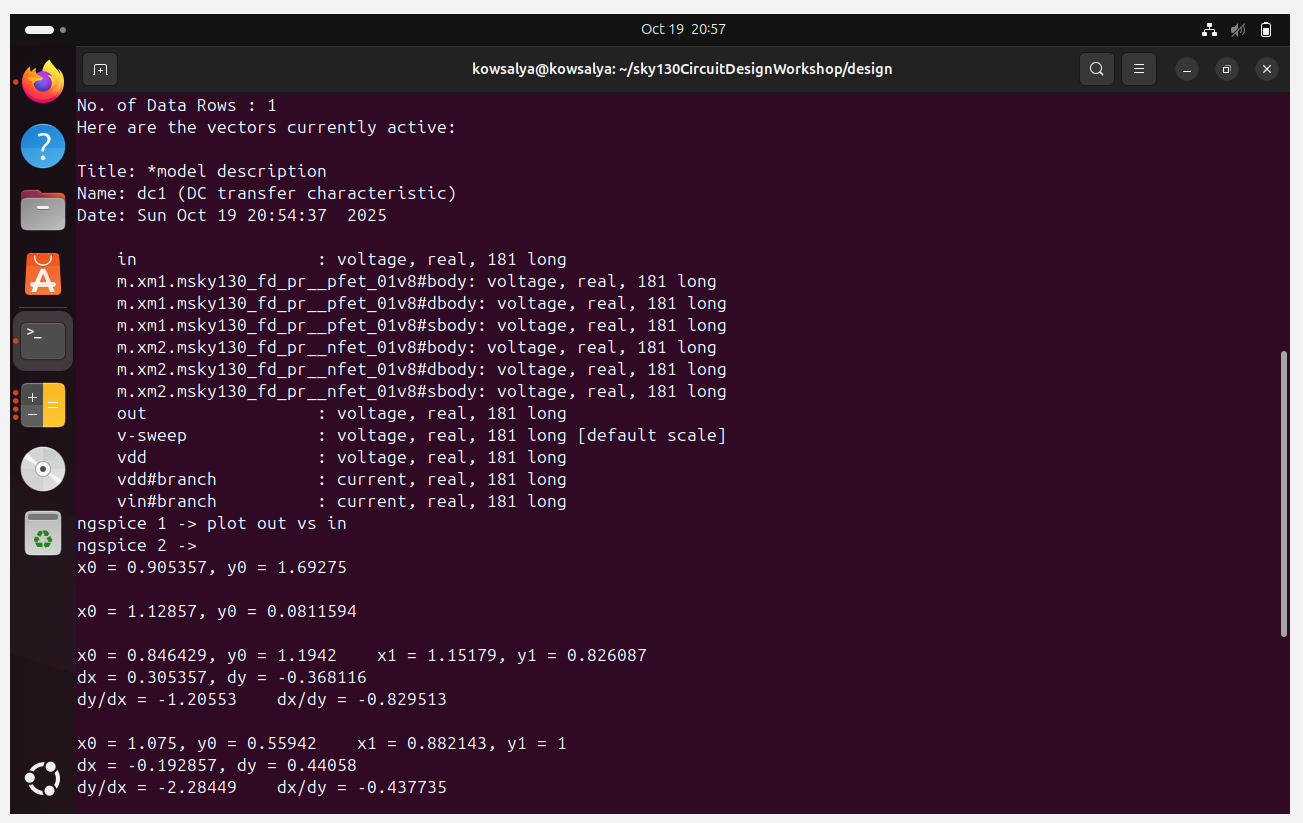 Oct 19 20:57
kowsalya@kowsalya: ~/sky130CircuitDesignWorkshop/design
No. of Data Rows : 1
Here are the vectors currently active:
Title: *model description
Name: dc1 (DC transfer characteristic)
Date: Sun Oct 19 20:54:37  2025
in                  : voltage, real, 181 long
m.xm1.msky130_fd_pr__pfet_01v8#body: voltage, real, 181 long
m.xm1.msky130_fd_pr__pfet_01v8#dbody: voltage, real, 181 long
m.xm1.msky130_fd_pr__pfet_01v8#sbody: voltage, real, 181 long
m.xm2.msky130_fd_pr__nfet_01v8#body: voltage, real, 181 long
m.xm2.msky130_fd_pr__nfet_01v8#dbody: voltage, real, 181 long
m.xm2.msky130_fd_pr__nfet_01v8#sbody: voltage, real, 181 long
out                 : voltage, real, 181 long
v-sweep             : voltage, real, 181 long [default scale]
vdd                 : voltage, real, 181 long
vdd#branch          : current, real, 181 long
vin#branch          : current, real, 181 long
ngspice 1 -> plot out vs in
ngspice 2 ->
x0 = 0.905357, y0 = 1.69275
x0 = 1.12857, y0 = 0.0811594
x0 = 0.846429, y0 = 1.1942    x1 = 1.15179, y1 = 0.826087
dx = 0.305357, dy = -0.368116
dy/dx = -1.20553    dx/dy = -0.829513
x0 = 1.075, y0 = 0.55942    x1 = 0.882143, y1 = 1
dx = -0.192857, dy = 0.44058
dy/dx = -2.28449    dx/dy = -0.437735